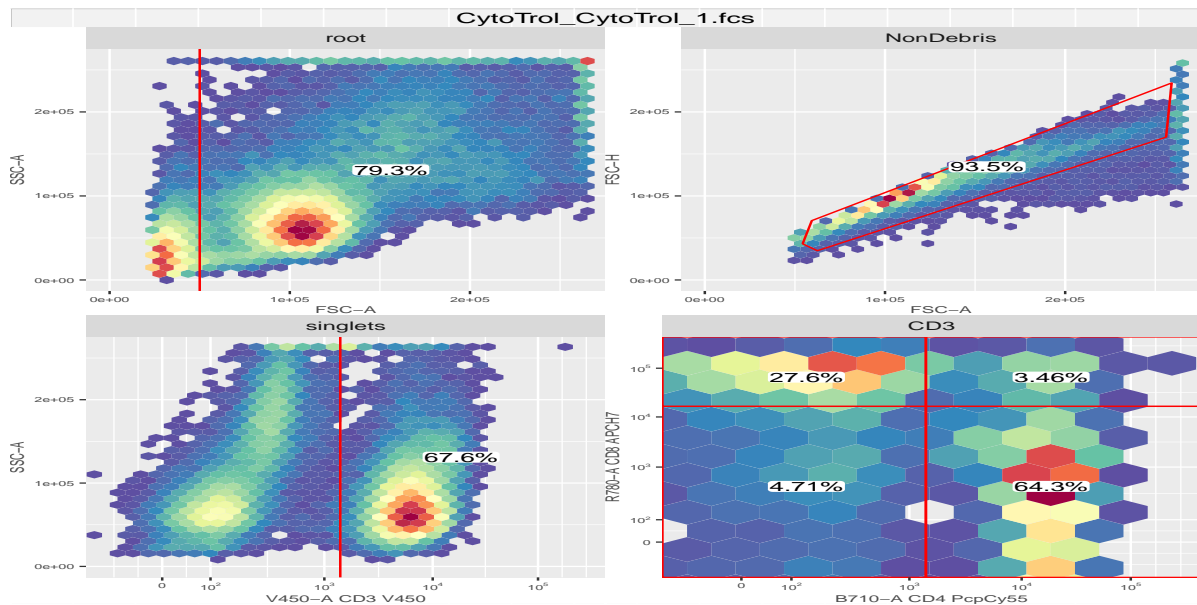 CytoTrol_CytoTrol_1.fcs
root
NonDebris
SSC-A
2e+05
1e+05
0e+00
79.3%
0e+00 1e+05 2e+05
FSC-A
FSC-H
2e+05
1e+05
0e+00
93.5%
0e+00 1e+05 2e+05
FSC-A
singlets
CD3
SSC-A
2e+05
1e+05
0e+00
67.6%
0 10² 10³ 10⁴ 10⁵
V450-A CD3 V450
R780-A CD8 APCH7
10⁵
10⁴
10³
10²
0
27.6% 3.46%
4.71% 64.3%
0 10² 10³ 10⁴ 10⁵
B710-A CD4 PcpCy55